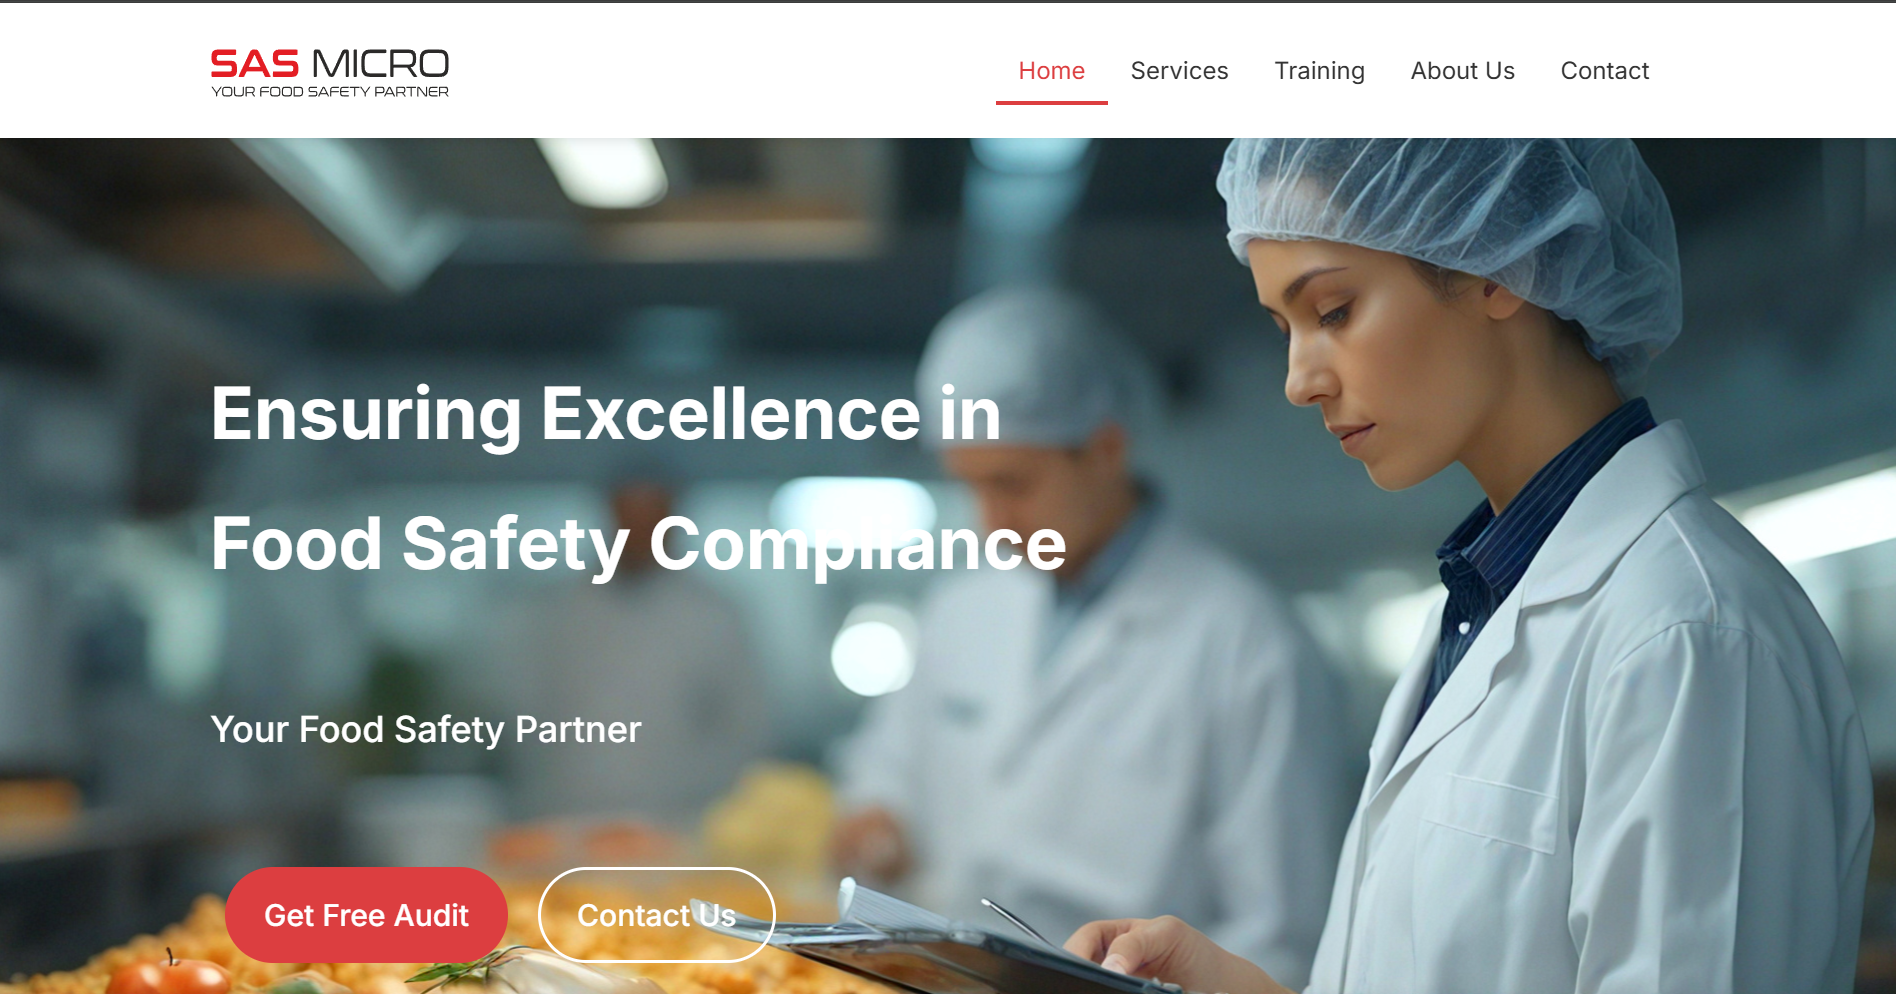 SAS MICRO
YOUR FOOD SAFETY PARTNER
Home Services Training About Us Contact
Ensuring Excellence in
Food Safety Compliance
Your Food Safety Partner
Get Free Audit Contact Us